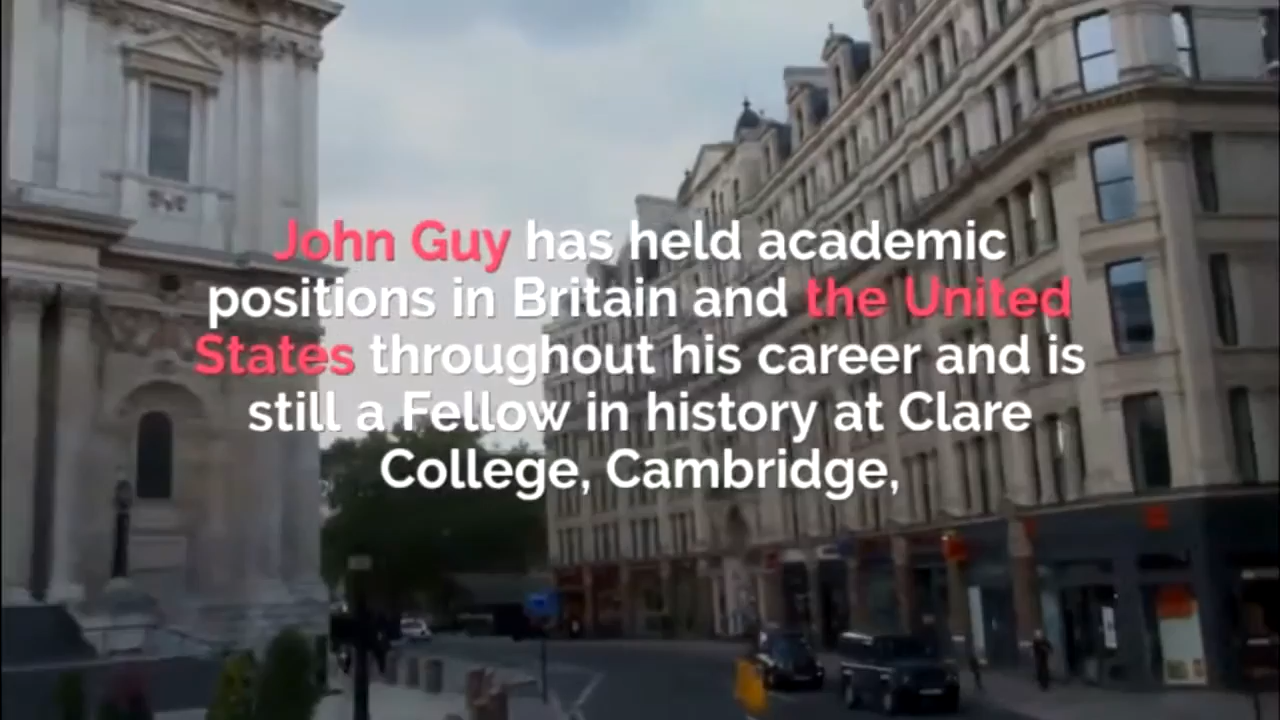 John Guy has held academic
positions in Britain and the United
States throughout his career and is
still a Fellow in history at Clare
College, Cambridge,